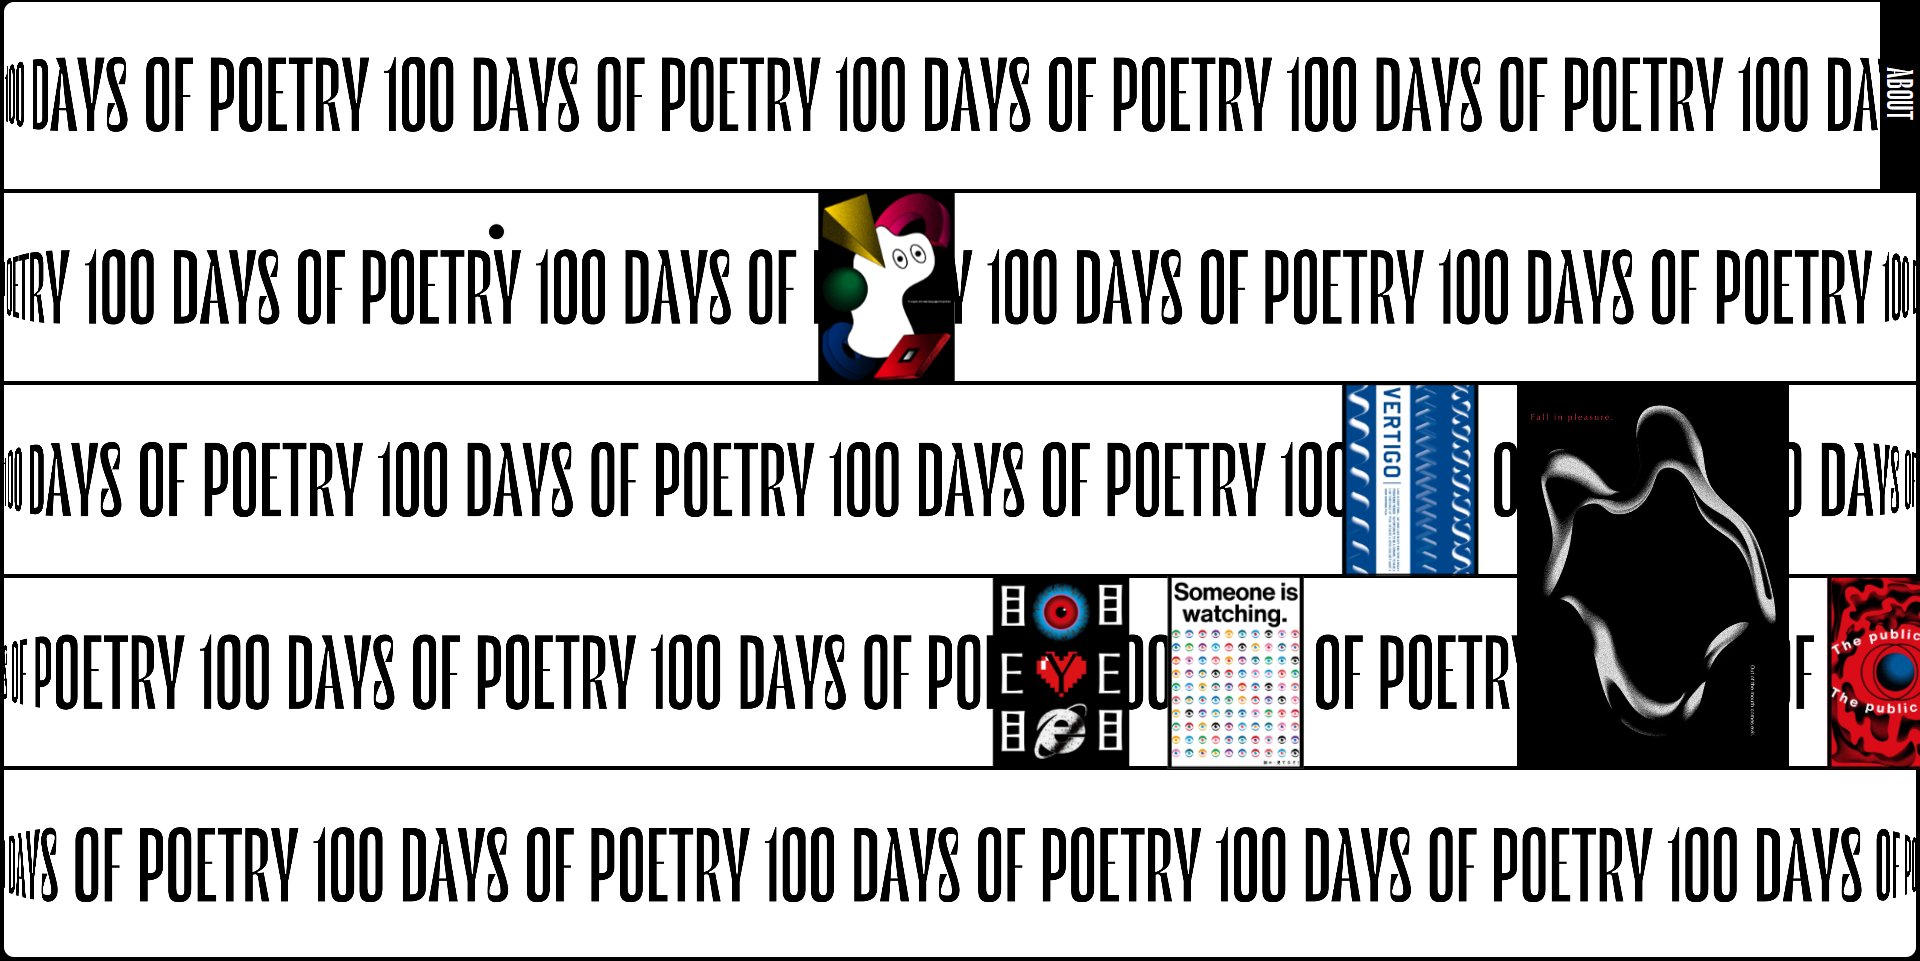 100 DAYS OF POETRY 100 DAYS OF POETRY 100 DAYS OF POETRY 100 DAYS OF POETRY 100
ABOUT
POETRY 100 DAYS OF POETRY 100 DAYS OF 100 DAYS OF POETRY 100 DAYS OF POETRY 100
100 DAYS OF POETRY 100 DAYS OF POETRY 100 DAYS OF POETRY 100 DAYS OF
VERTIGO
Fall in pleasure.
OF POETRY 100 DAYS OF POETRY 100 DAYS OF OF POETRY
E Y E
Someone is
watching.
The public
The public
DAYS OF POETRY 100 DAYS OF POETRY 100 DAYS OF POETRY 100 DAYS OF POETRY 100 DAYS OF